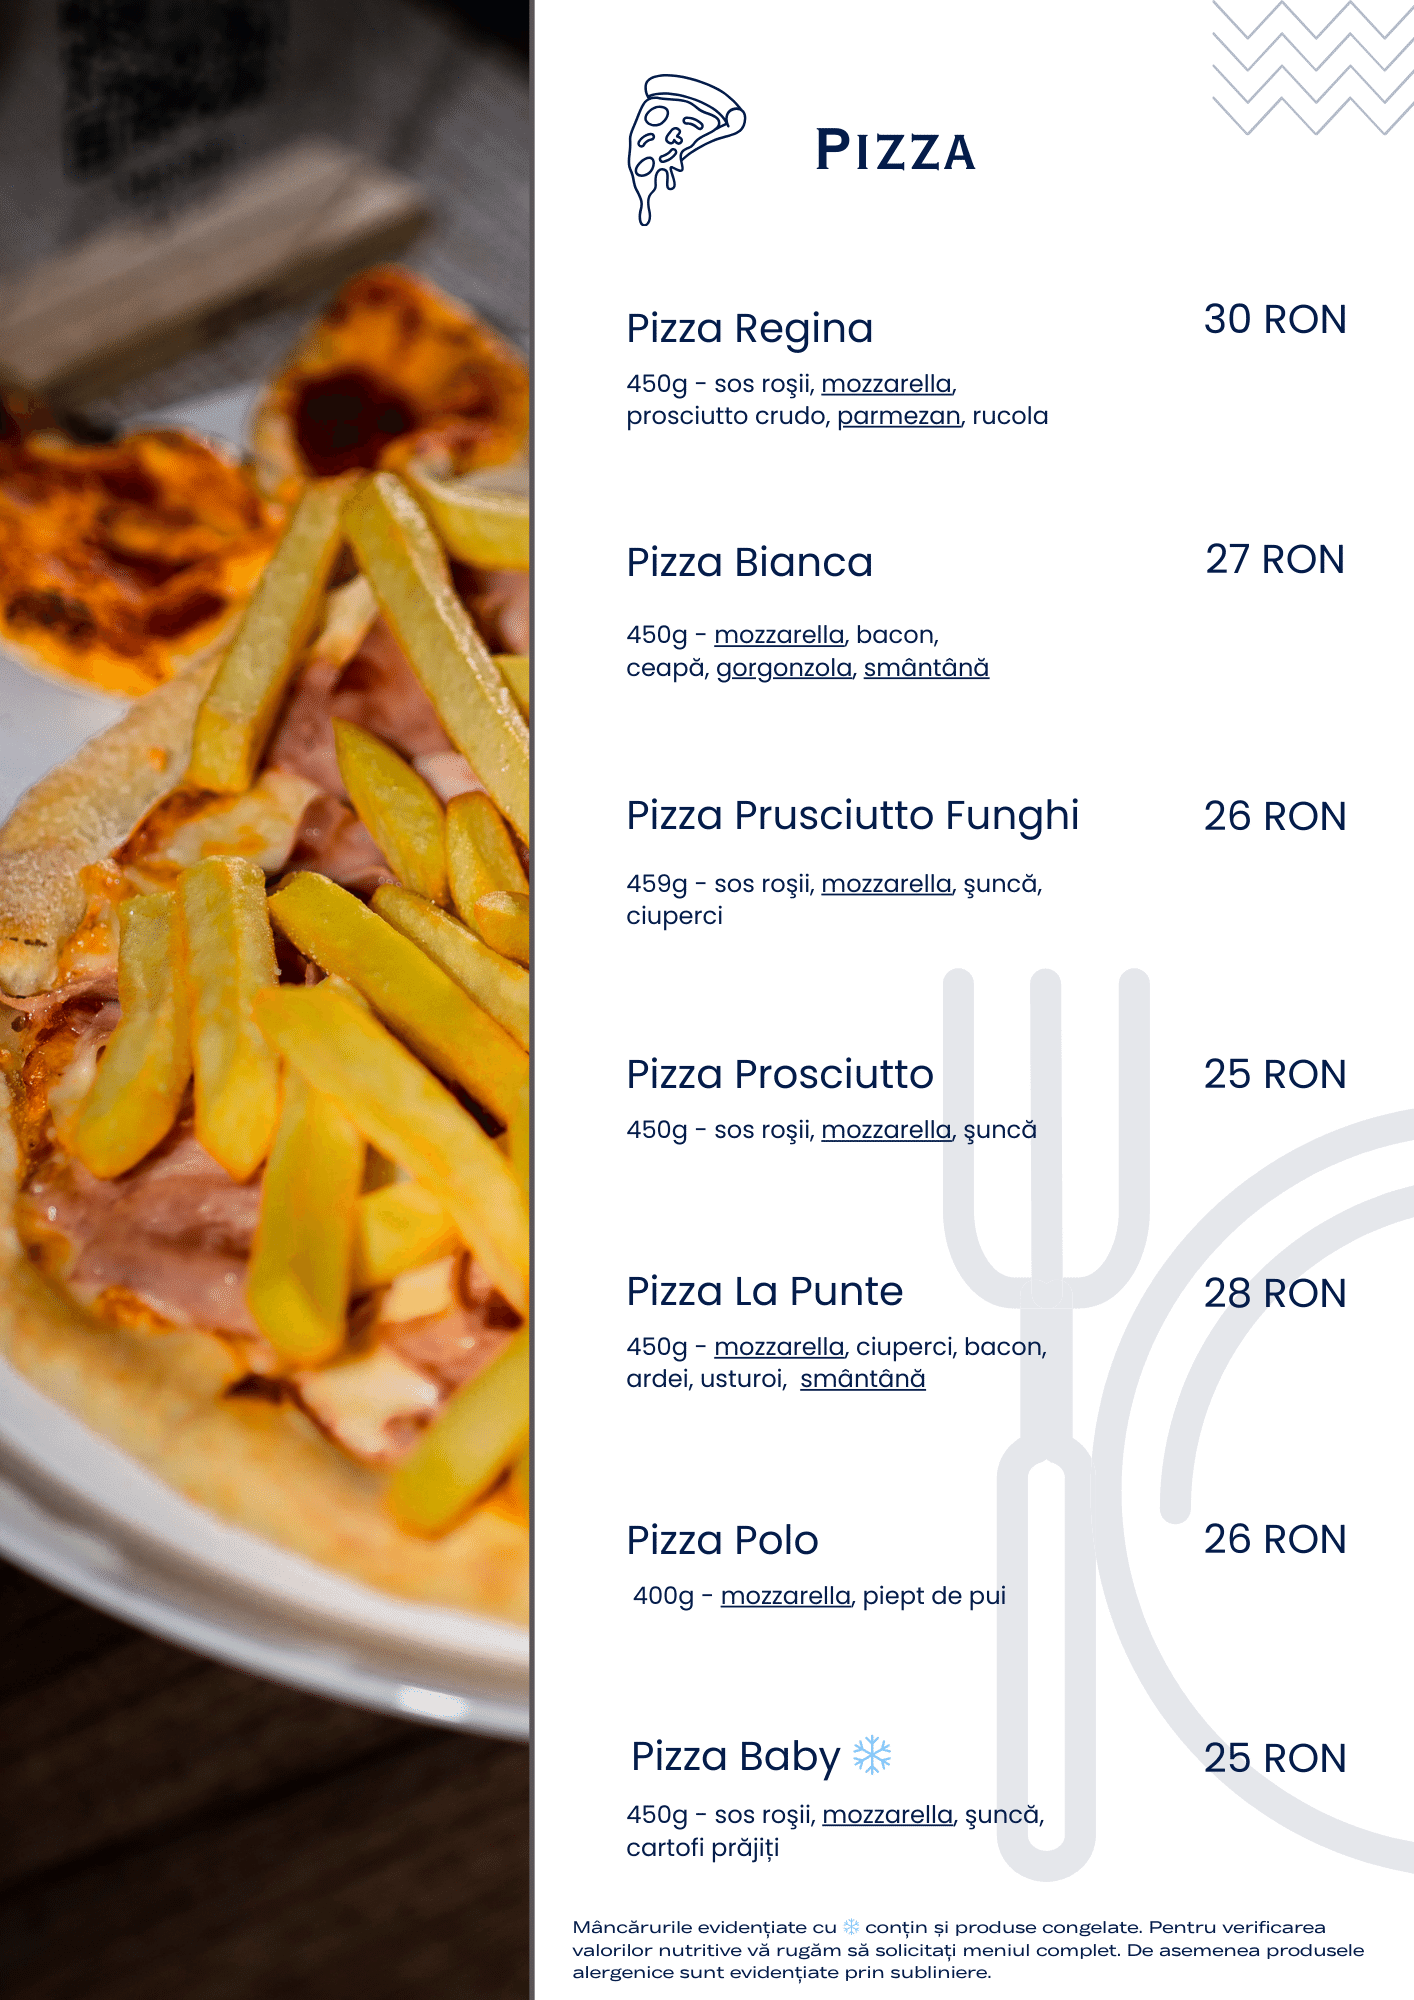 Pizza
Pizza Regina
30 RON
450g - sos roşii, mozzarella,
prosciutto crudo, parmezan, rucola
Pizza Bianca
27 RON
450g - mozzarella, bacon,
ceapă, gorgonzola, smântână
Pizza Prusciutto Funghi
26 RON
459g - sos roşii, mozzarella, şuncă,
ciuperci
Pizza Prosciutto
25 RON
450g - sos roşii, mozzarella, şuncă
Pizza La Punte
28 RON
450g - mozzarella, ciuperci, bacon,
ardei, usturoi, smântână
Pizza Polo
26 RON
400g - mozzarella, piept de pui
Pizza Baby ❄
25 RON
450g - sos roşii, mozzarella, şuncă,
cartofi prăjiți
Mâncărurile evidențiate cu ❄ conțin și produse congelate. Pentru verificarea
valorilor nutritive vă rugăm să solicitați meniul complet. De asemenea produsele
alergenice sunt evidențiate prin subliniere.